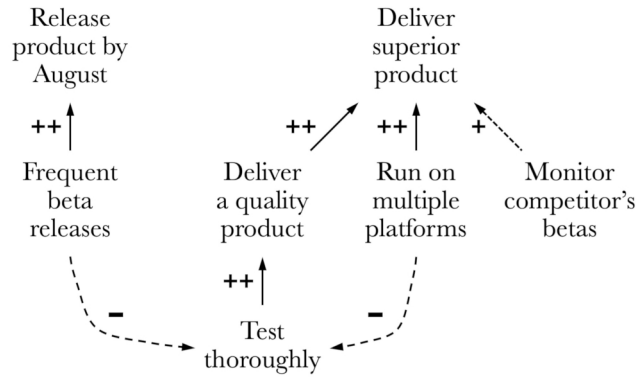 Release
product by
August
Deliver
superior
product
++
++
++
+
Frequent
beta
releases
Deliver
a quality
product
Run on
multiple
platforms
Monitor
competitor’s
betas
++
–
–
Test
thoroughly